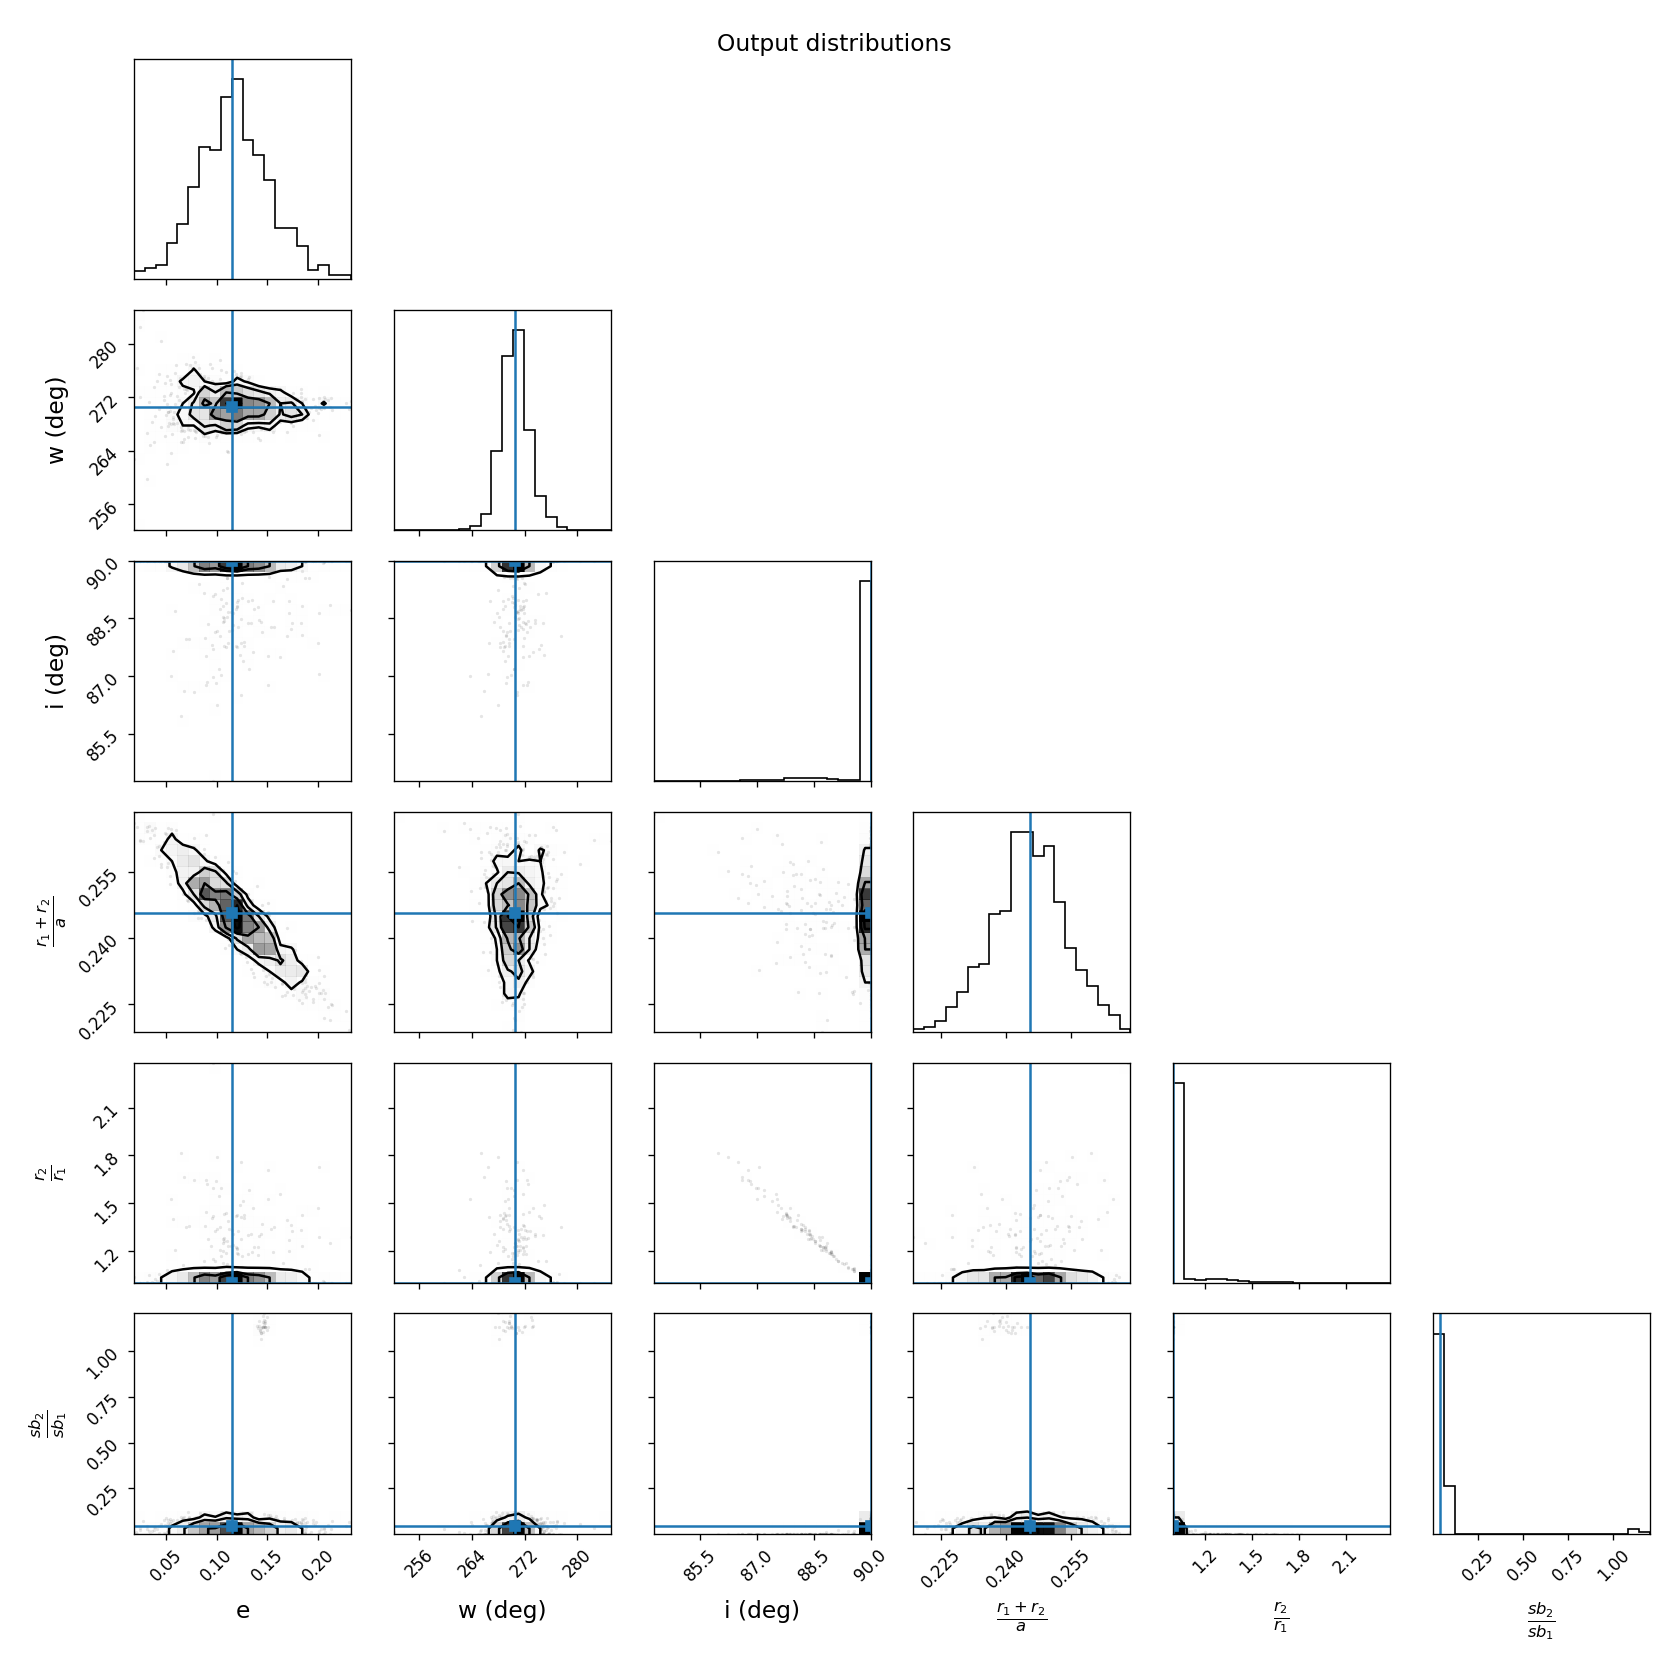 Output distributions
w (deg)
280
272
264
256
i (deg)
90.0
88.5
87.0
85.5
r₁ + r₂
a
0.255
0.240
0.225
r₂
r₁
2.1
1.8
1.5
1.2
sb₂
sb₁
1.00
0.75
0.50
0.25
0.05 0.10 0.15 0.20 256 264 272 280 85.5 87.0 88.5 90.0 0.225 0.240 0.255 1.2 1.5 1.8 2.1 0.25 0.50 0.75 1.00
e w (deg) i (deg) r₁ + r₂ r₂ sb₂
a r₁ sb₁